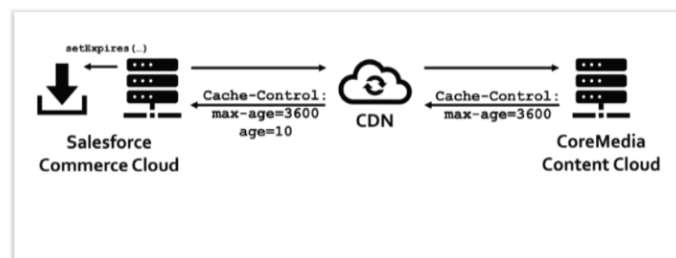 setExpires(…)
Cache-Control:
max-age=3600
age=10
CDN
Cache-Control:
max-age=3600
Salesforce
Commerce Cloud
CoreMedia
Content Cloud